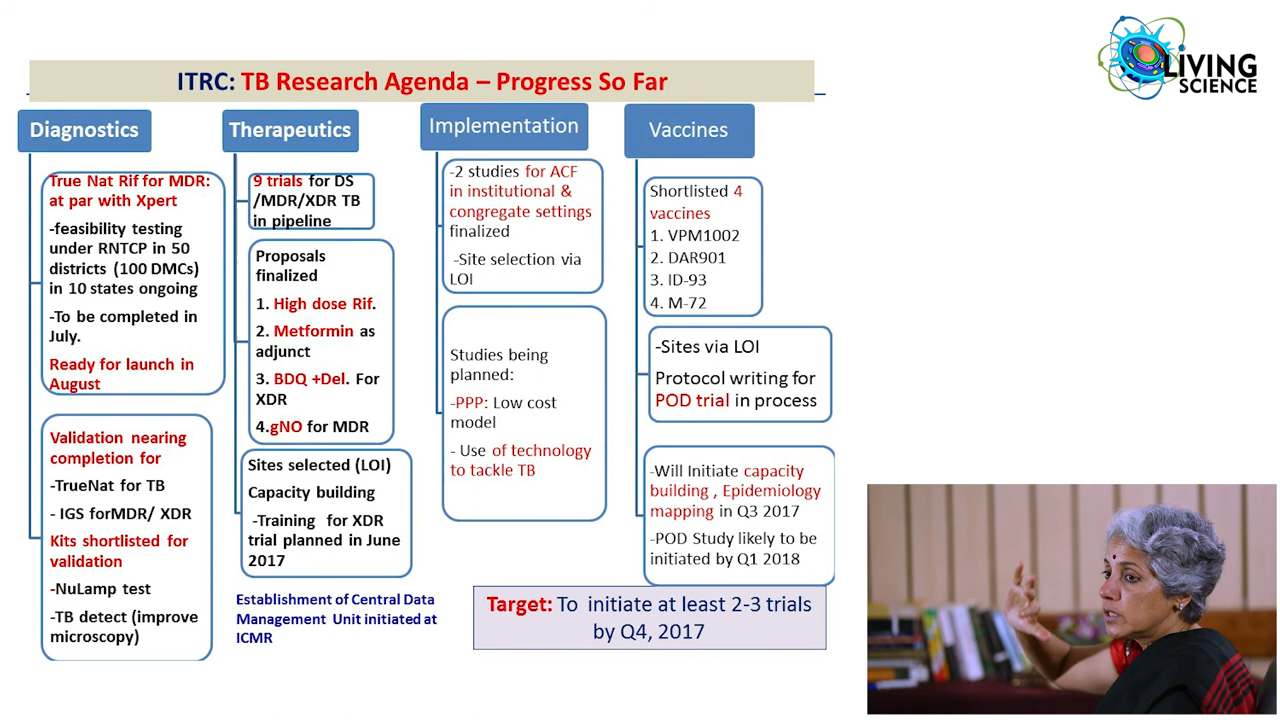 LIVING
SCIENCE
ITRC: TB Research Agenda – Progress So Far
Diagnostics
True Nat Rif for MDR:
at par with Xpert
-feasibility testing
under RNTCP in 50
districts (100 DMCs)
in 10 states ongoing
-To be completed in
July.
Ready for launch in
August
Validation nearing
completion for
-TrueNat for TB
- IGS forMDR/ XDR
Kits shortlisted for
validation
-NuLamp test
-TB detect (improve
microscopy)
Therapeutics
9 trials for DS
/MDR/XDR TB
in pipeline
Proposals
finalized
1. High dose Rif.
2. Metformin as
adjunct
3. BDQ +Del. For
XDR
4.gNO for MDR
Sites selected (LOI)
Capacity building
-Training for XDR
trial planned in June
2017
Establishment of Central Data
Management Unit initiated at
ICMR
Implementation
-2 studies for ACF
in institutional &
congregate settings
finalized
-Site selection via
LOI
Studies being
planned:
-PPP: Low cost
model
- Use of technology
to tackle TB
Vaccines
Shortlisted 4
vaccines
1. VPM1002
2. DAR901
3. ID-93
4. M-72
-Sites via LOI
Protocol writing for
POD trial in process
-Will Initiate capacity
building , Epidemiology
mapping in Q3 2017
-POD Study likely to be
initiated by Q1 2018
Target: To initiate at least 2-3 trials
by Q4, 2017